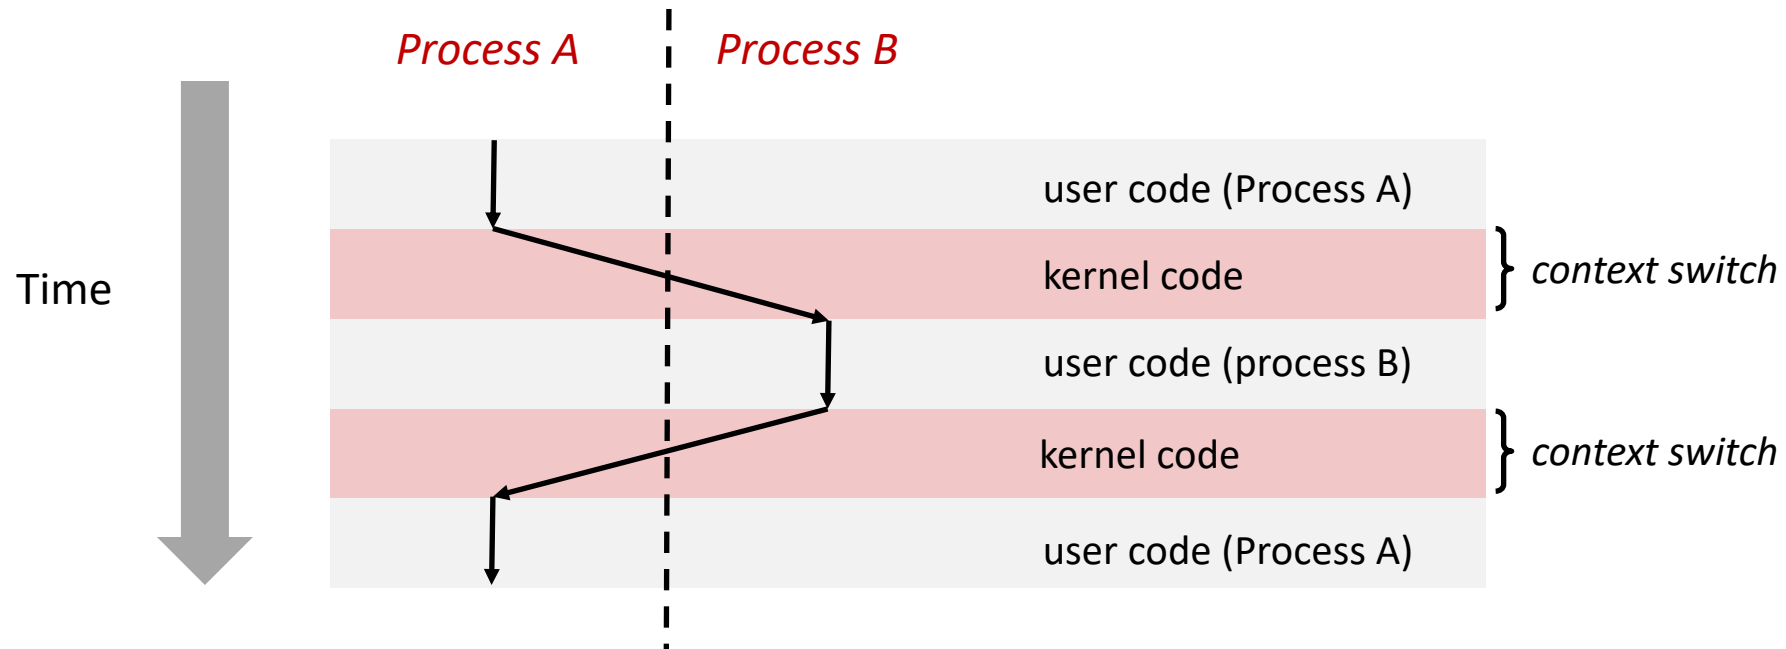 Process A
Process B
user code (Process A)
kernel code
context switch
Time
user code (process B)
kernel code
context switch
user code (Process A)